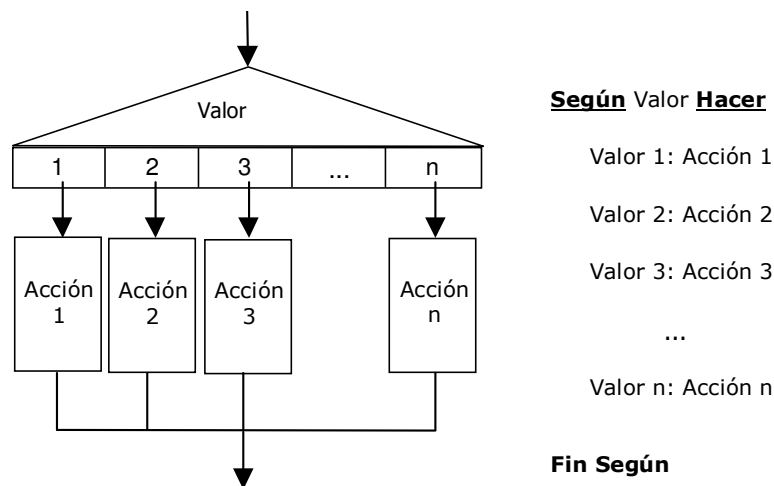 Valor
1 2 3 ... n
Acción
1
Acción
2
Acción
3
Acción
n
Según Valor Hacer
Valor 1: Acción 1
Valor 2: Acción 2
Valor 3: Acción 3
...
Valor n: Acción n
Fin Según